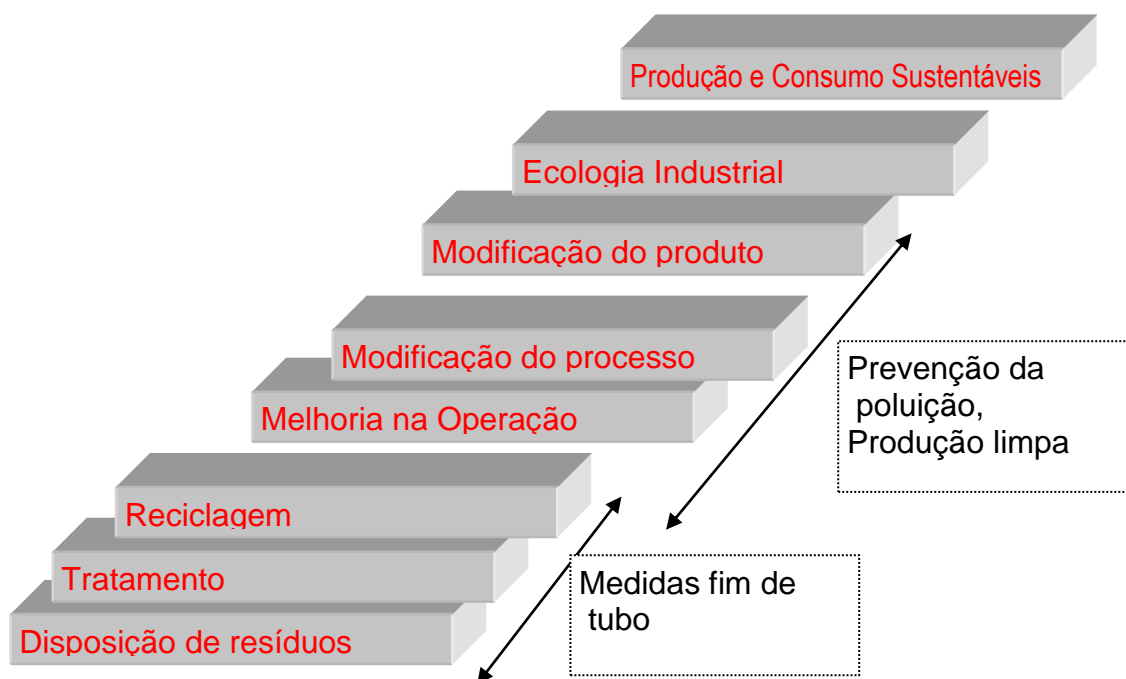 Produção e Consumo Sustentáveis
Ecologia Industrial
Modificação do produto
Modificação do processo
Melhoria na Operação
Reciclagem
Tratamento
Disposição de resíduos
Prevenção da
poluição,
Produção limpa
Medidas fim de
tubo